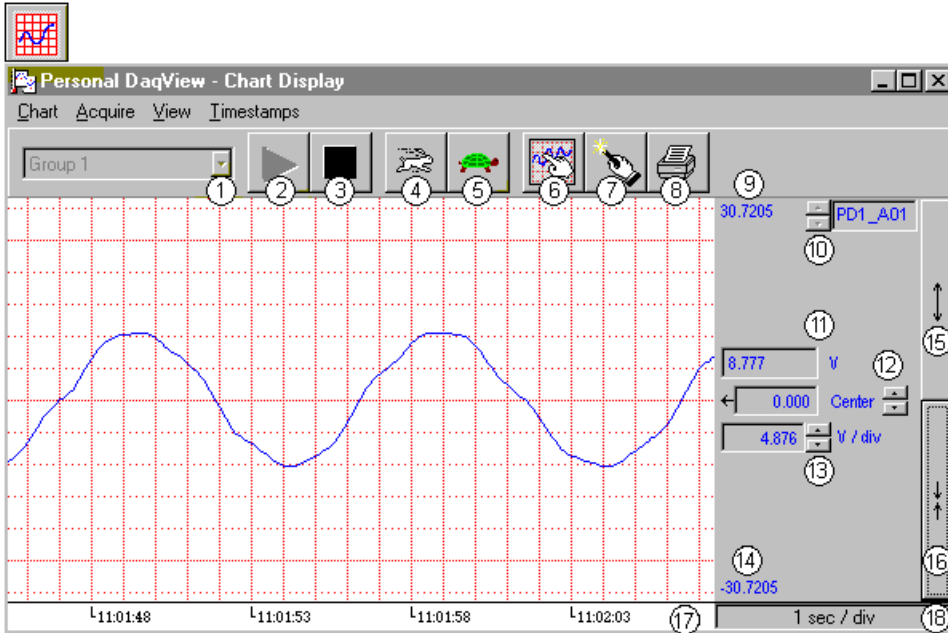 Personal DaqView - Chart Display
Chart Acquire View Timestamps
Group 1
1 2 3 4 5 6 7 8 9
30.7205 PD1_A01
10
11
15
8.777 V 12
0.000 Center
4.876 V / div
13
14 16
-30.7205
11:01:48 11:01:53 11:01:58 11:02:03 17 1 sec / div 18